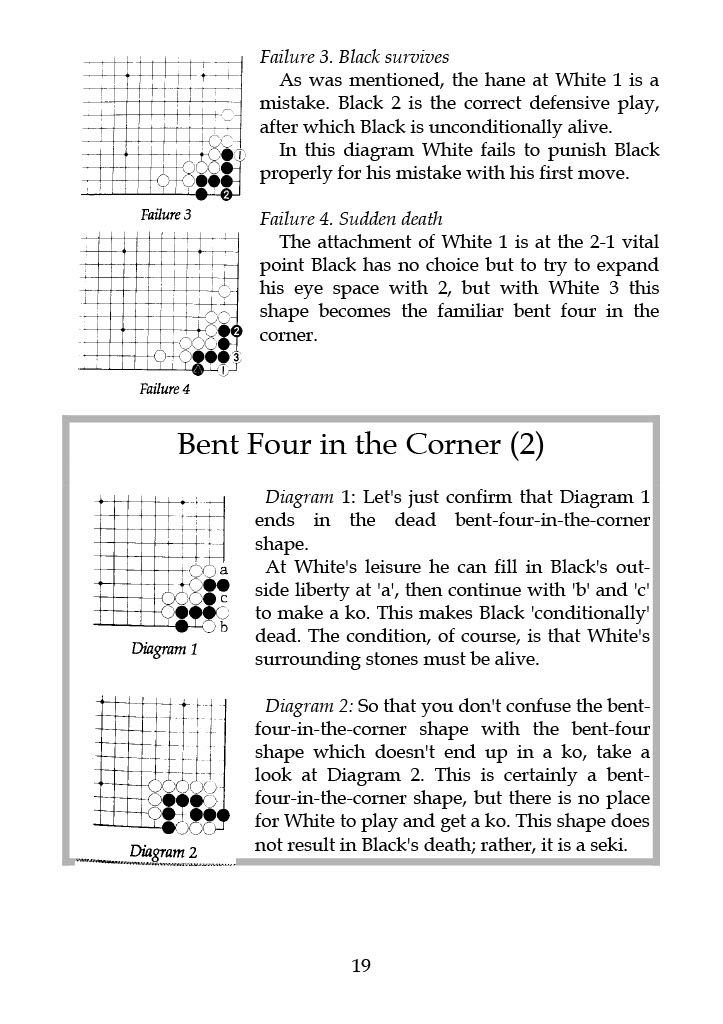 Failure 3. Black survives
As was mentioned, the hane at White 1 is a
mistake. Black 2 is the correct defensive play,
after which Black is unconditionally alive.
In this diagram White fails to punish Black
properly for his mistake with his first move.
1
2
Failure 3
Failure 4. Sudden death
The attachment of White 1 is at the 2-1 vital
point Black has no choice but to try to expand
his eye space with 2, but with White 3 this
shape becomes the familiar bent four in the
corner.
2
3
1
Failure 4
Bent Four in the Corner (2)
Diagram 1: Let's just confirm that Diagram 1
ends in the dead bent-four-in-the-corner
shape.
At White's leisure he can fill in Black's out-
side liberty at 'a', then continue with 'b' and 'c'
to make a ko. This makes Black 'conditionally'
dead. The condition, of course, is that White's
surrounding stones must be alive.
a
c
b
Diagram 1
Diagram 2: So that you don't confuse the bent-
four-in-the-corner shape with the bent-four
shape which doesn't end up in a ko, take a
look at Diagram 2. This is certainly a bent-
four-in-the-corner shape, but there is no place
for White to play and get a ko. This shape does
not result in Black's death; rather, it is a seki.
Diagram 2
19